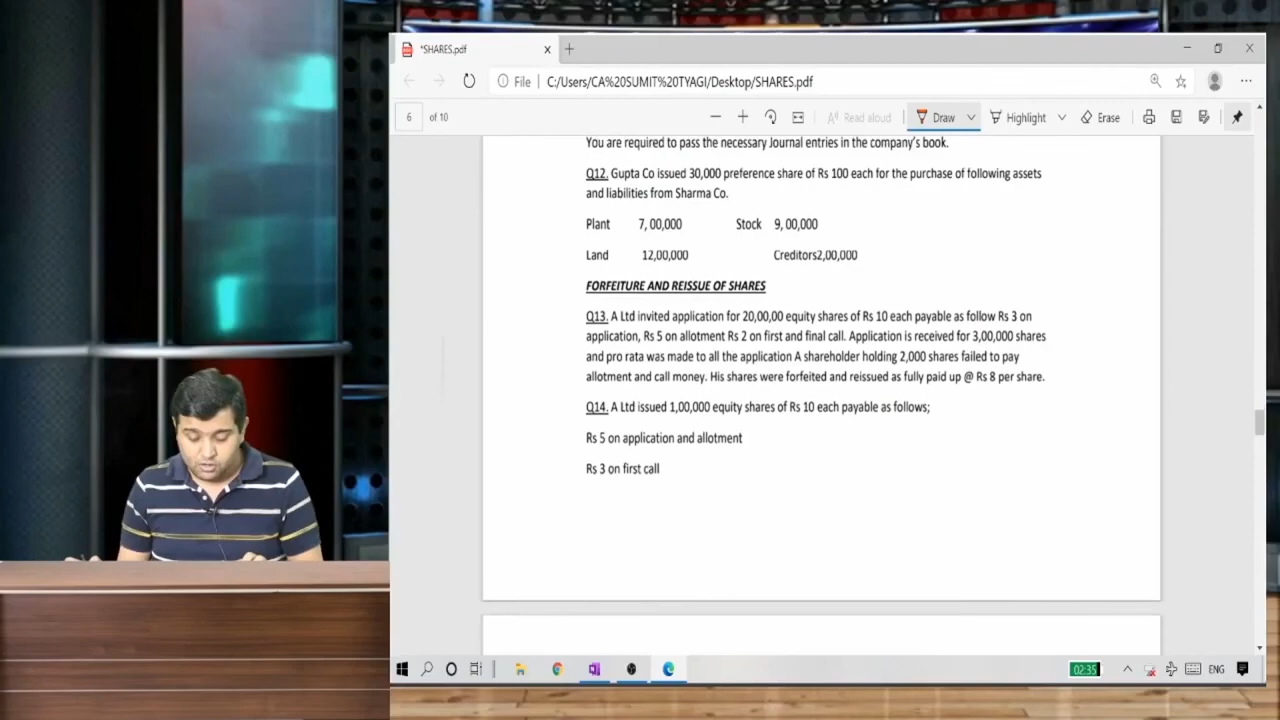 *SHARES.pdf
File
C:/Users/CA%20SUMIT%20TYAGI/Desktop/SHARES.pdf
6 of 10
Read aloud
Draw
Highlight
Erase
You are required to pass the necessary Journal entries in the company's book.
Q12. Gupta Co issued 30,000 preference share of Rs 100 each for the purchase of following assets
and liabilities from Sharma Co.
Plant 7, 00,000 Stock 9, 00,000
Land 12,00,000 Creditors2,00,000
FORFEITURE AND REISSUE OF SHARES
Q13. A Ltd invited application for 20,00,00 equity shares of Rs 10 each payable as follow Rs 3 on
application, Rs 5 on allotment Rs 2 on first and final call. Application is received for 3,00,000 shares
and pro rata was made to all the application A shareholder holding 2,000 shares failed to pay
allotment and call money. His shares were forfeited and reissued as fully paid up @ Rs 8 per share.
Q14. A Ltd issued 1,00,000 equity shares of Rs 10 each payable as follows;
Rs 5 on application and allotment
Rs 3 on first call
02:35
ENG